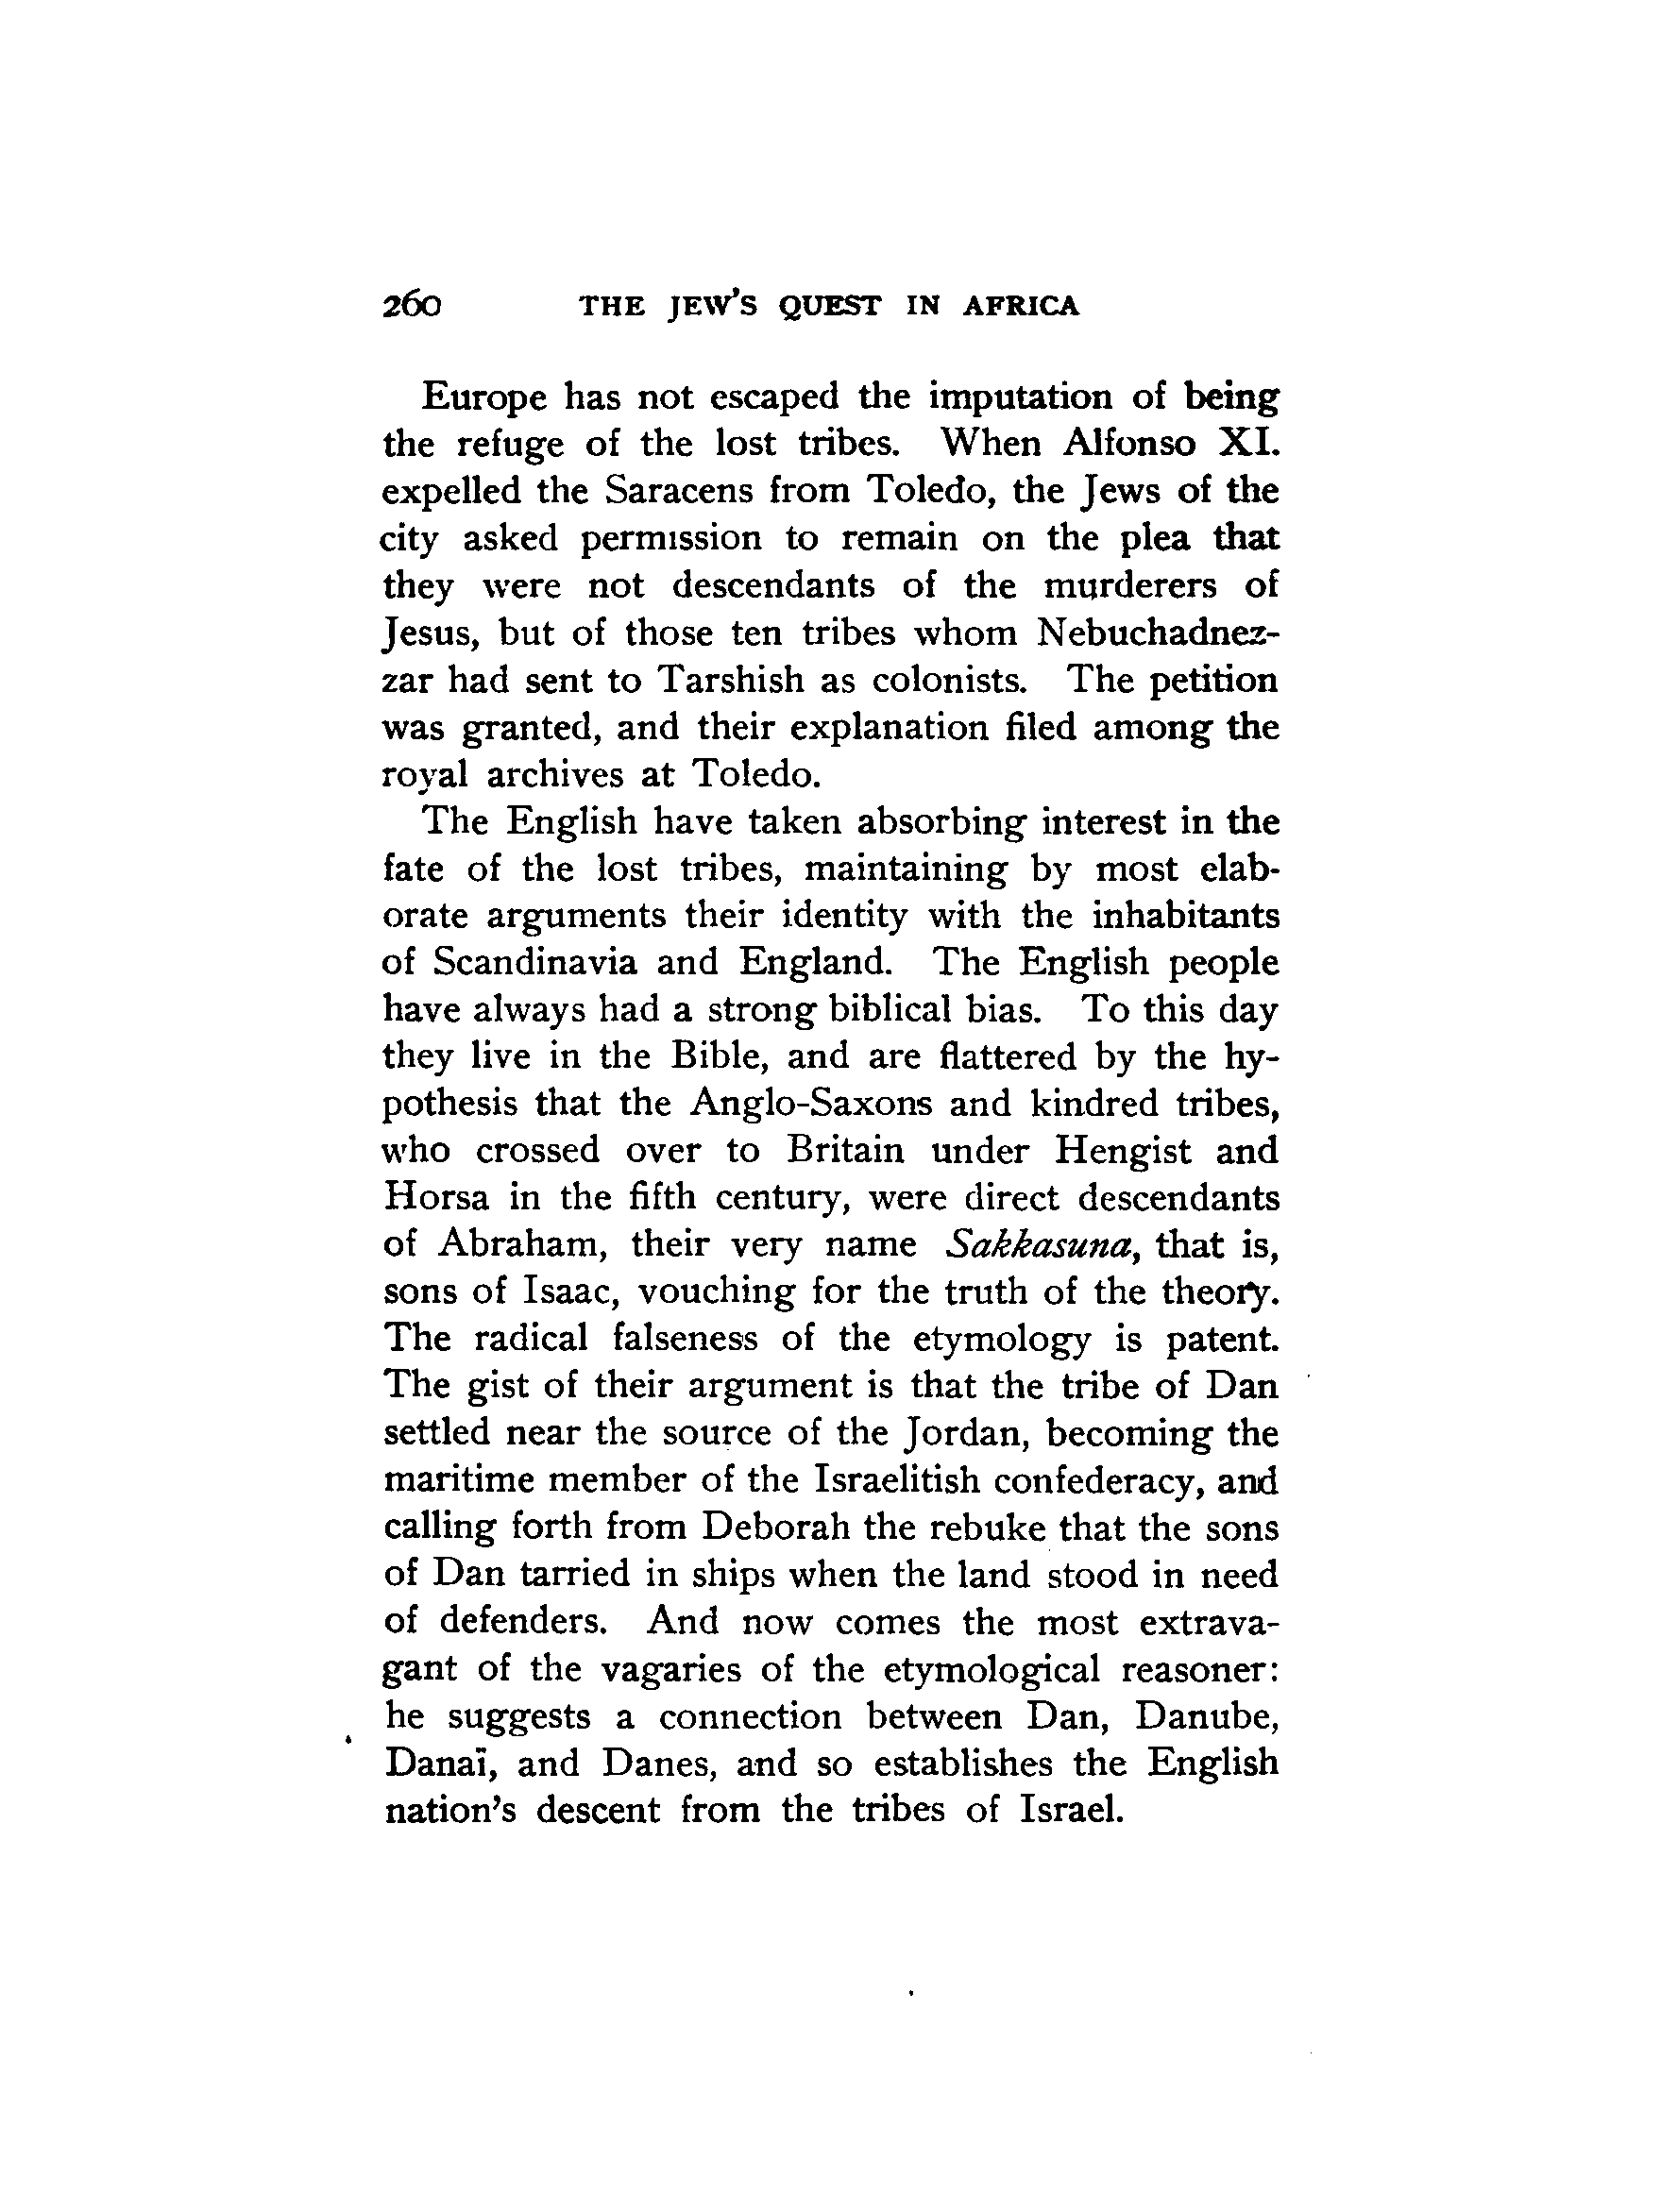 260 THE JEW'S QUEST IN AFRICA
Europe has not escaped the imputation of being
the refuge of the lost tribes. When Alfonso XI.
expelled the Saracens from Toledo, the Jews of the
city asked permission to remain on the plea that
they were not descendants of the murderers of
Jesus, but of those ten tribes whom Nebuchadnez-
zar had sent to Tarshish as colonists. The petition
was granted, and their explanation filed among the
royal archives at Toledo.
The English have taken absorbing interest in the
fate of the lost tribes, maintaining by most elab-
orate arguments their identity with the inhabitants
of Scandinavia and England. The English people
have always had a strong biblical bias. To this day
they live in the Bible, and are flattered by the hy-
pothesis that the Anglo-Saxons and kindred tribes,
who crossed over to Britain under Hengist and
Horsa in the fifth century, were direct descendants
of Abraham, their very name Sakkasuna, that is,
sons of Isaac, vouching for the truth of the theory.
The radical falseness of the etymology is patent.
The gist of their argument is that the tribe of Dan
settled near the source of the Jordan, becoming the
maritime member of the Israelitish confederacy, and
calling forth from Deborah the rebuke that the sons
of Dan tarried in ships when the land stood in need
of defenders. And now comes the most extrava-
gant of the vagaries of the etymological reasoner:
he suggests a connection between Dan, Danube,
Danaï, and Danes, and so establishes the English
nation's descent from the tribes of Israel.